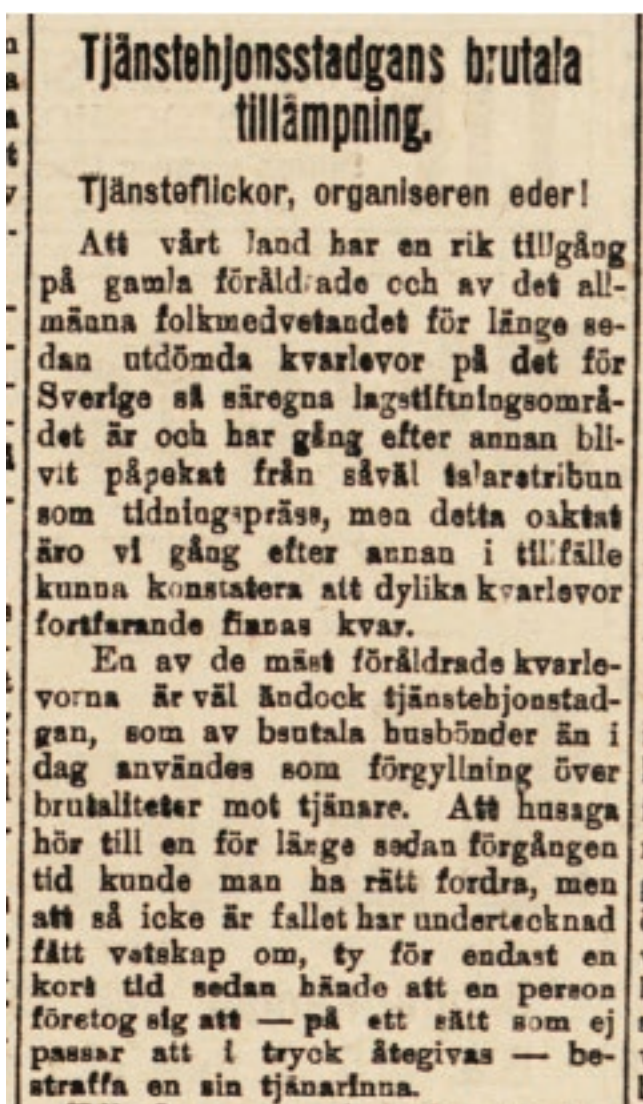 Tjänstehjonsstadgans brutala
tillämpning.
Tjänsteflickor, organiseren eder!
Att vårt land har en rik tillgång
på gamla föråldrade och av det all-
männa folkmedvetandet för länge se-
dan utdömda kvarlevor på det för
Sverige så säregna lagstiftningsområ-
det är och har gång efter annan bli-
vit påpekat från såväl talaretribun
som tidningspräss, men detta oaktat
äro vi gång efter annan i tillfälle
kunna konstatera att dylika kvarlevor
fortfarande finnas kvar.
En av de mäst föråldrade kvarle-
vorna är väl ändock tjänstehjonstad-
gan, som av bsutala husbönder än i
dag användes som förgyllning över
brutaliteter mot tjänare. Att husaga
hör till en för länge sedan förgången
tid kunde man ha rätt fordra, men
att så icke är fallet har undertecknad
fått vetskap om, ty för endast en
kort tid sedan hände att en person
företog sig att — på ett sätt som ej
passar att i tryck återgivas — be-
straffa en sin tjänarinna.